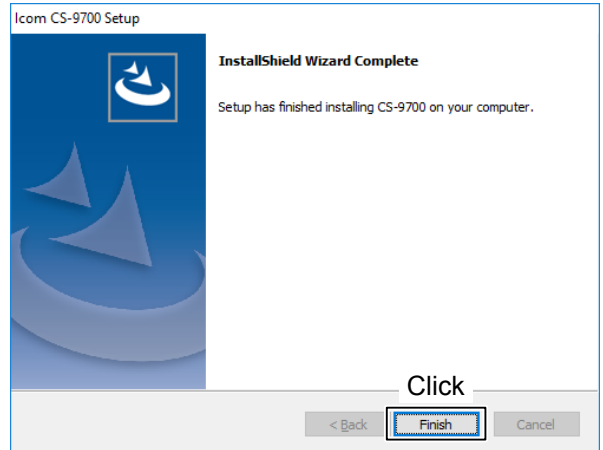 Icom CS-9700 Setup
InstallShield Wizard Complete
Setup has finished installing CS-9700 on your computer.
Click
< Back
Finish
Cancel